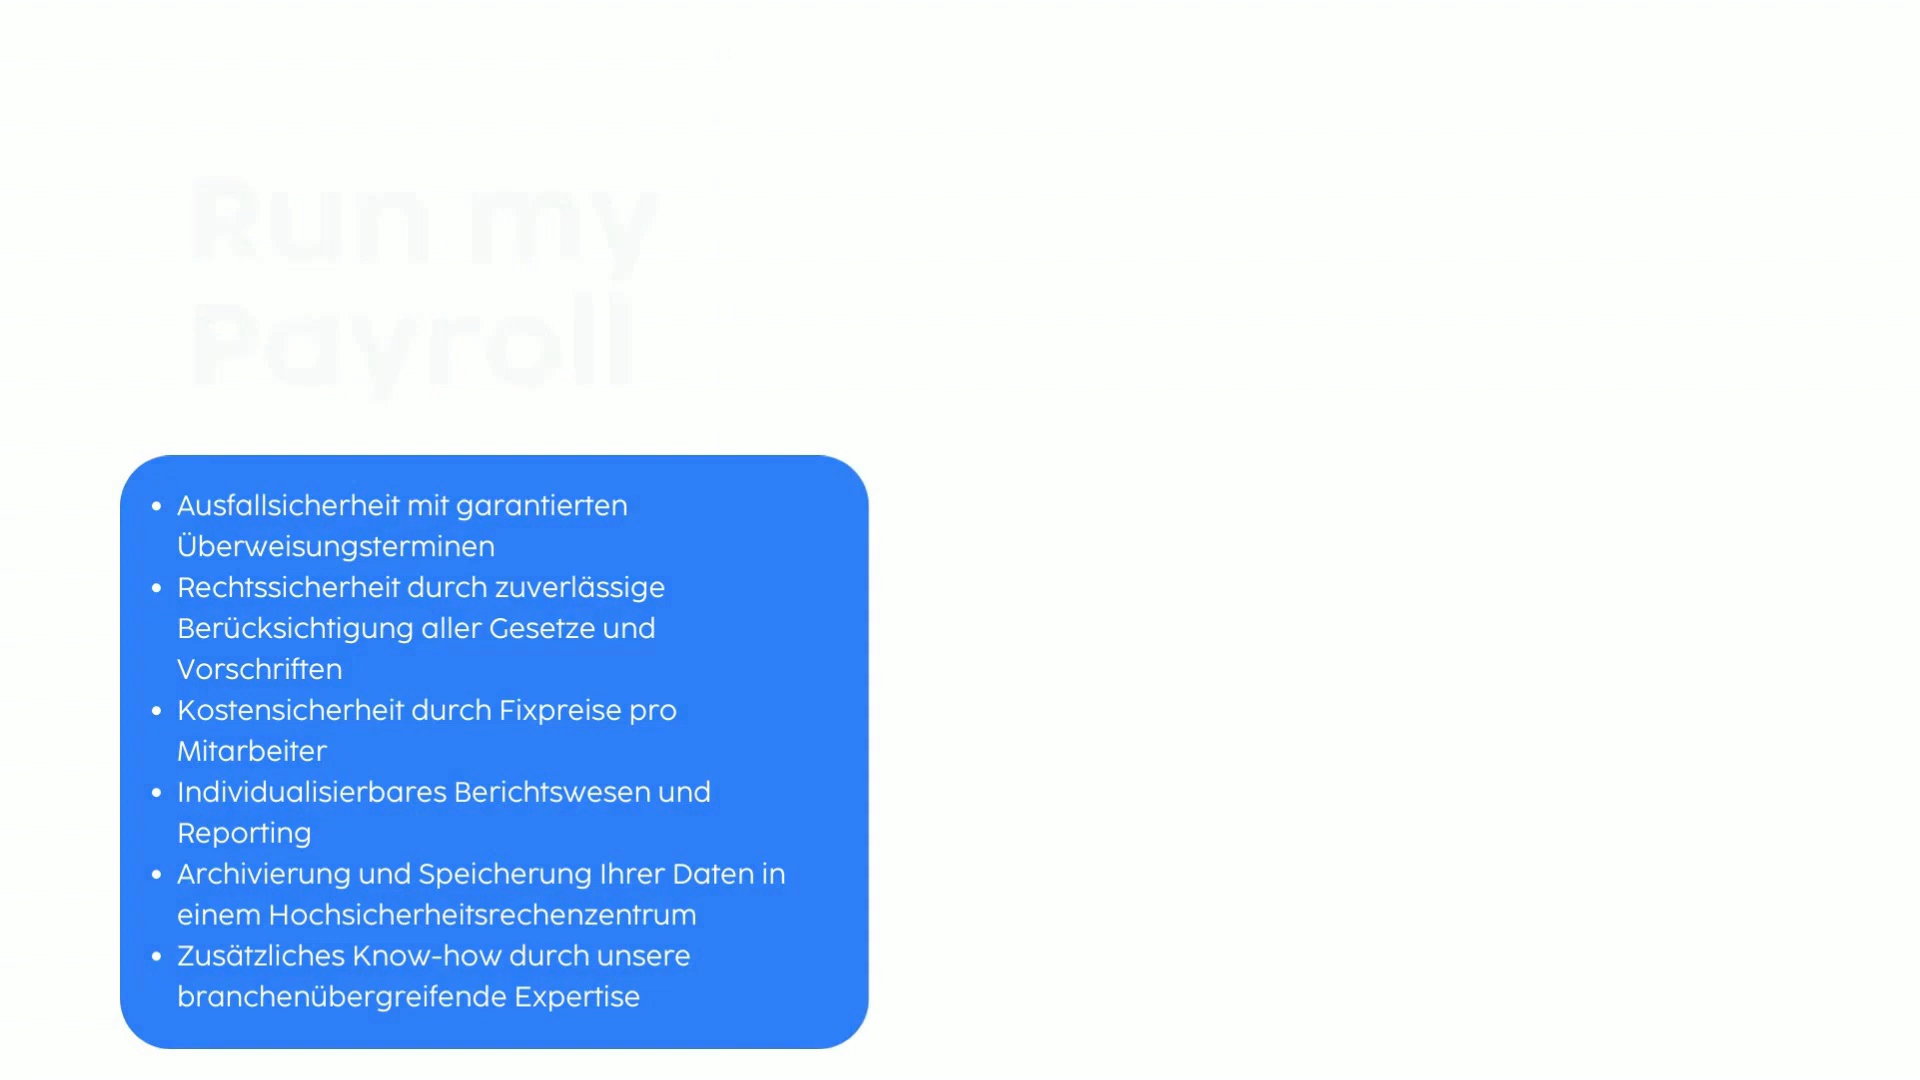 Run my
Payroll
• Ausfallsicherheit mit garantierten
Überweisungsterminen
• Rechtssicherheit durch zuverlässige
Berücksichtigung aller Gesetze und
Vorschriften
• Kostensicherheit durch Fixpreise pro
Mitarbeiter
• Individualisierbares Berichtswesen und
Reporting
• Archivierung und Speicherung Ihrer Daten in
einem Hochsicherheitsrechenzentrum
• Zusätzliches Know-how durch unsere
branchenübergreifende Expertise